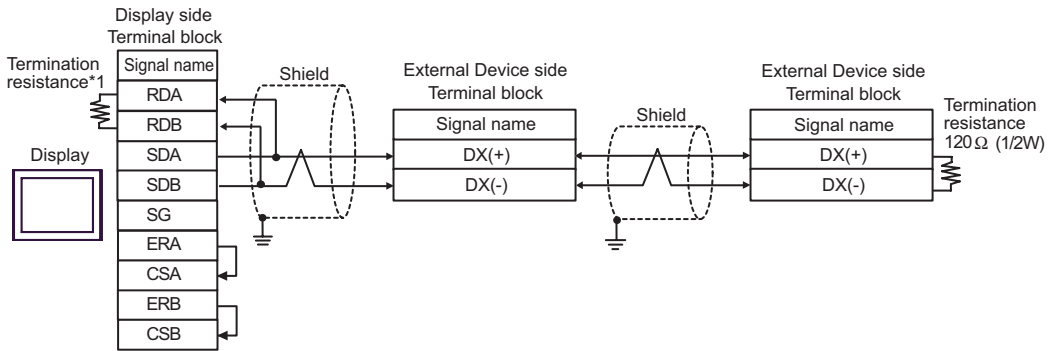 Display side
Terminal block
Termination
resistance*1
Signal name
RDA
RDB
SDA
SDB
SG
ERA
CSA
ERB
CSB
Display
Shield
External Device side
Terminal block
Signal name
DX(+)
DX(-)
Shield
External Device side
Terminal block
Signal name
DX(+)
DX(-)
Termination
resistance
120Ω (1/2W)